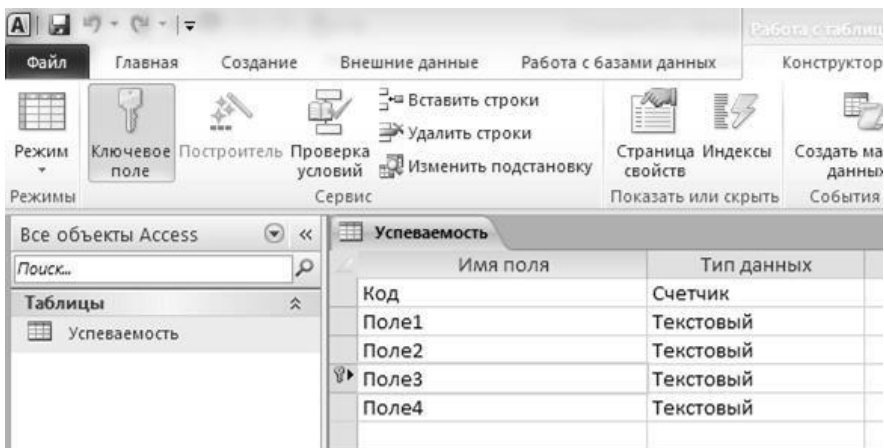 A
Работа с таблиц
Файл Главная Создание Внешние данные Работа с базами данных Конструктор
Режим
Ключевое поле
Построитель
Проверка условий
Вставить строки
Удалить строки
Изменить подстановку
Страница свойств
Индексы
Создать ма
данных
Режимы Сервис Показать или скрыть События
Все объекты Access
Успеваемость
Поиск...
Имя поля Тип данных
Таблицы
Код Счетчик
Успеваемость
Поле1 Текстовый
Поле2 Текстовый
Поле3 Текстовый
Поле4 Текстовый